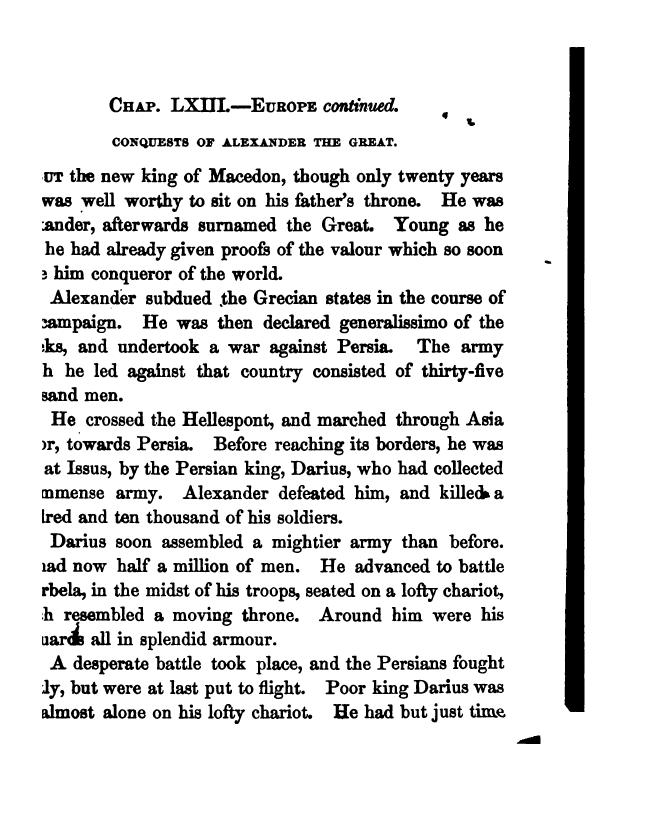 CHAP. LXIII.—EUROPE continued.
CONQUESTS OF ALEXANDER THE GREAT.
UT the new king of Macedon, though only twenty years
was well worthy to sit on his father's throne. He was
ander, afterwards surnamed the Great. Young as he
he had already given proofs of the valour which so soon
e him conqueror of the world.
Alexander subdued the Grecian states in the course of
campaign. He was then declared generalissimo of the
ks, and undertook a war against Persia. The army
h he led against that country consisted of thirty-five
sand men.
He crossed the Hellespont, and marched through Asia
or, towards Persia. Before reaching its borders, he was
at Issus, by the Persian king, Darius, who had collected
mmense army. Alexander defeated him, and killed a
dred and ten thousand of his soldiers.
Darius soon assembled a mightier army than before.
had now half a million of men. He advanced to battle
rbela, in the midst of his troops, seated on a lofty chariot,
h resembled a moving throne. Around him were his
uards all in splendid armour.
A desperate battle took place, and the Persians fought
ly, but were at last put to flight. Poor king Darius was
almost alone on his lofty chariot. He had but just time